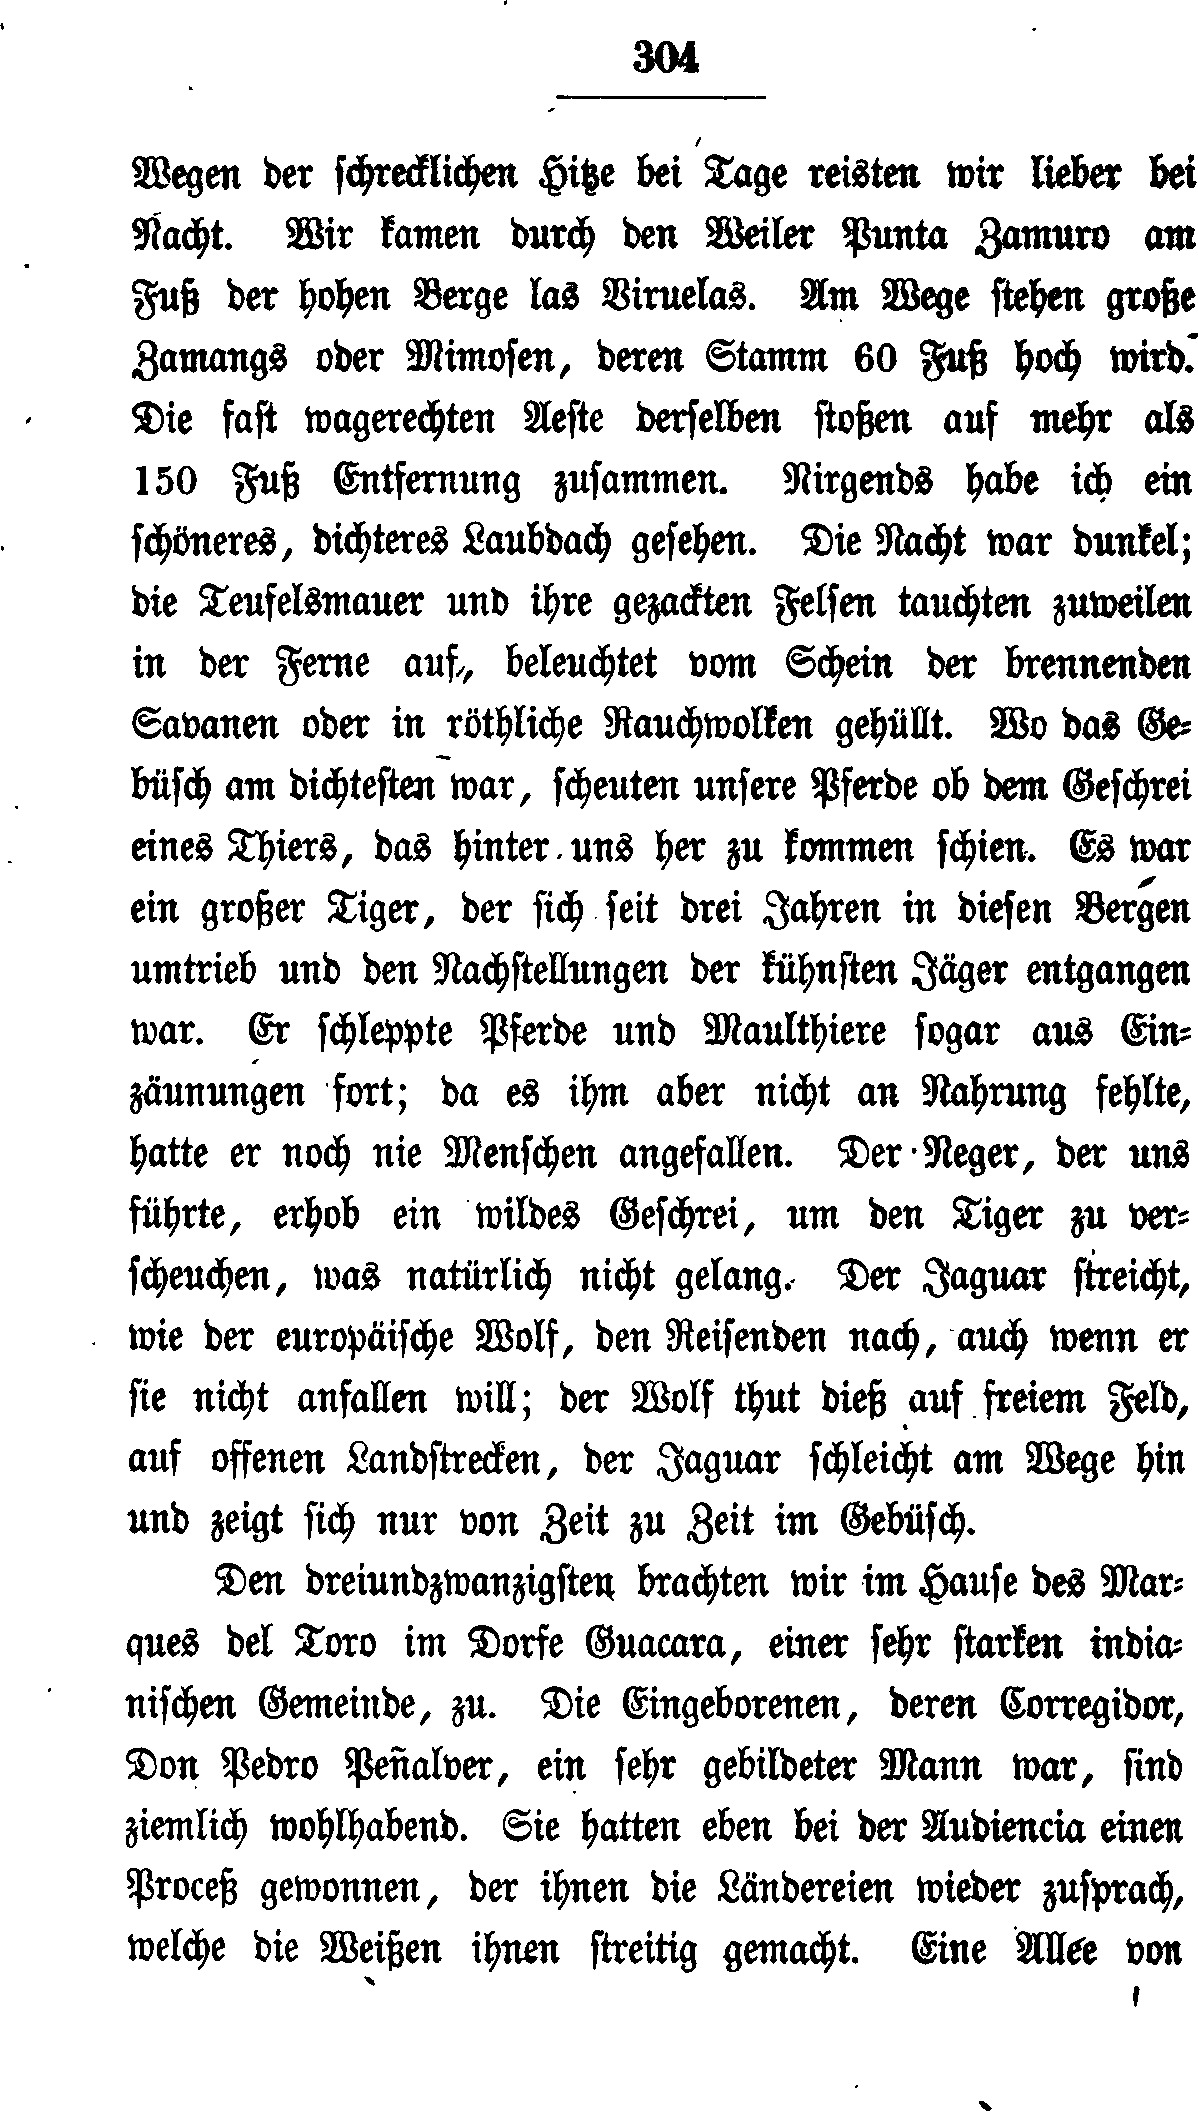 304
Wegen der schrecklichen Hitze bei Tage reisten wir lieber bei
Nacht. Wir kamen durch den Weiler Punta Zamuro am
Fuß der hohen Berge las Viruelas. Am Wege stehen große
Zamangs oder Mimosen, deren Stamm 60 Fuß hoch wird.
Die fast wagerechten Aeste derselben stoßen auf mehr als
150 Fuß Entfernung zusammen. Nirgends habe ich ein
schöneres, dichteres Laubdach gesehen. Die Nacht war dunkel;
die Teufelsmauer und ihre gezackten Felsen tauchten zuweilen
in der Ferne auf, beleuchtet vom Schein der brennenden
Savanen oder in röthliche Rauchwolken gehüllt. Wo das Ge-
büsch am dichtesten war, scheuten unsere Pferde ob dem Geschrei
eines Thiers, das hinter uns her zu kommen schien. Es war
ein großer Tiger, der sich seit drei Jahren in diesen Bergen
umtrieb und den Nachstellungen der kühnsten Jäger entgangen
war. Er schleppte Pferde und Maulthiere sogar aus Ein-
zäunungen fort; da es ihm aber nicht an Nahrung fehlte,
hatte er noch nie Menschen angefallen. Der Neger, der uns
führte, erhob ein wildes Geschrei, um den Tiger zu ver-
scheuchen, was natürlich nicht gelang. Der Jaguar streicht,
wie der europäische Wolf, den Reisenden nach, auch wenn er
sie nicht anfallen will; der Wolf thut dieß auf freiem Feld,
auf offenen Landstrecken, der Jaguar schleicht am Wege hin
und zeigt sich nur von Zeit zu Zeit im Gebüsch.
Den dreiundzwanzigsten brachten wir im Hause des Mar-
ques del Toro im Dorfe Guacara, einer sehr starken india-
nischen Gemeinde, zu. Die Eingeborenen, deren Corregidor,
Don Pedro Peñalver, ein sehr gebildeter Mann war, sind
ziemlich wohlhabend. Sie hatten eben bei der Audiencia einen
Proceß gewonnen, der ihnen die Ländereien wieder zusprach,
welche die Weißen ihnen streitig gemacht. Eine Allee von